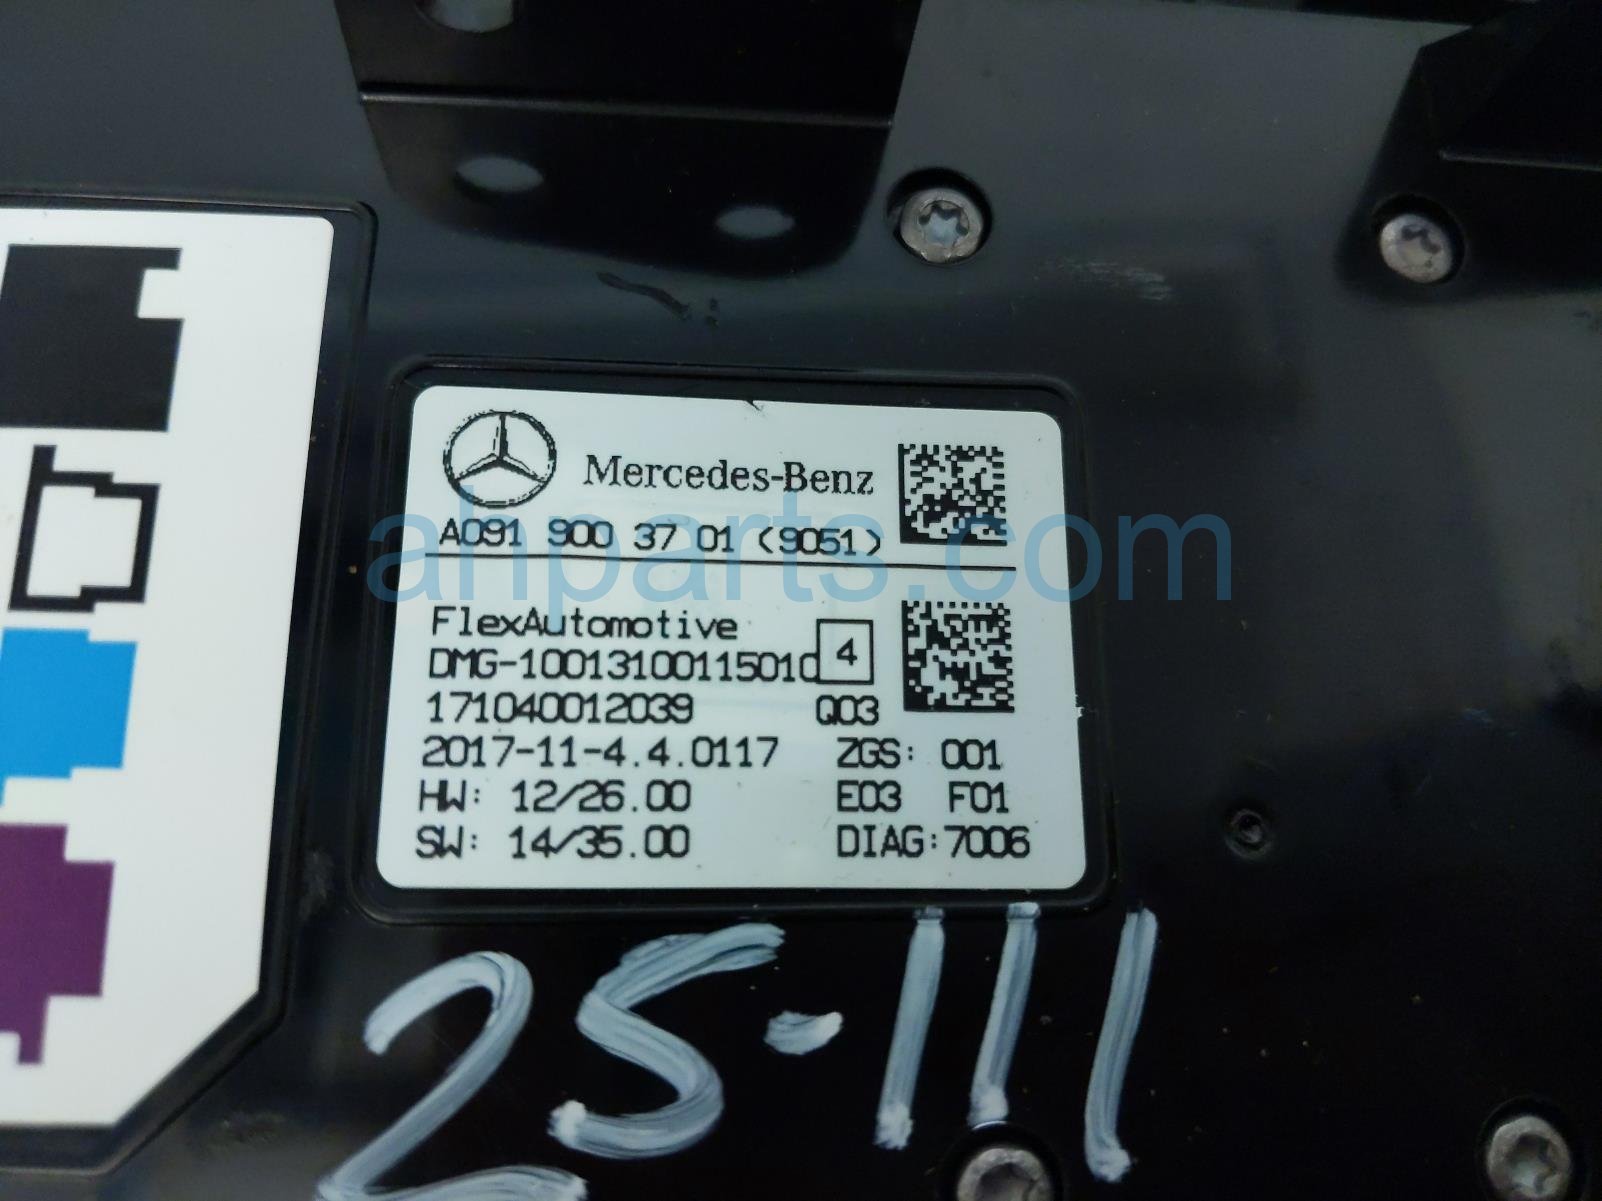 Mercedes-Benz
A091 900 37 01 (9051)
ahparts.com
FlexAutomotive
DMG-10013100115010 4
171040012039 Q03
2017-11-4.4.0117 ZGS: 001
HW: 12/26.00 E03 F01
SW: 14/35.00 DIAG:7006
25-111